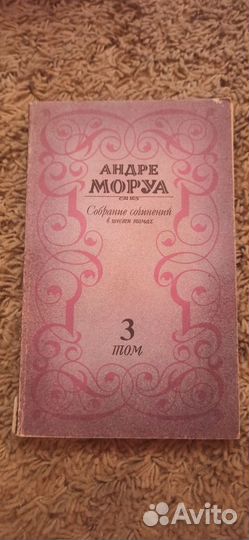 АНДРЕ
МОРУА
Собрание сочинений
в шести томах
3
том
Avito